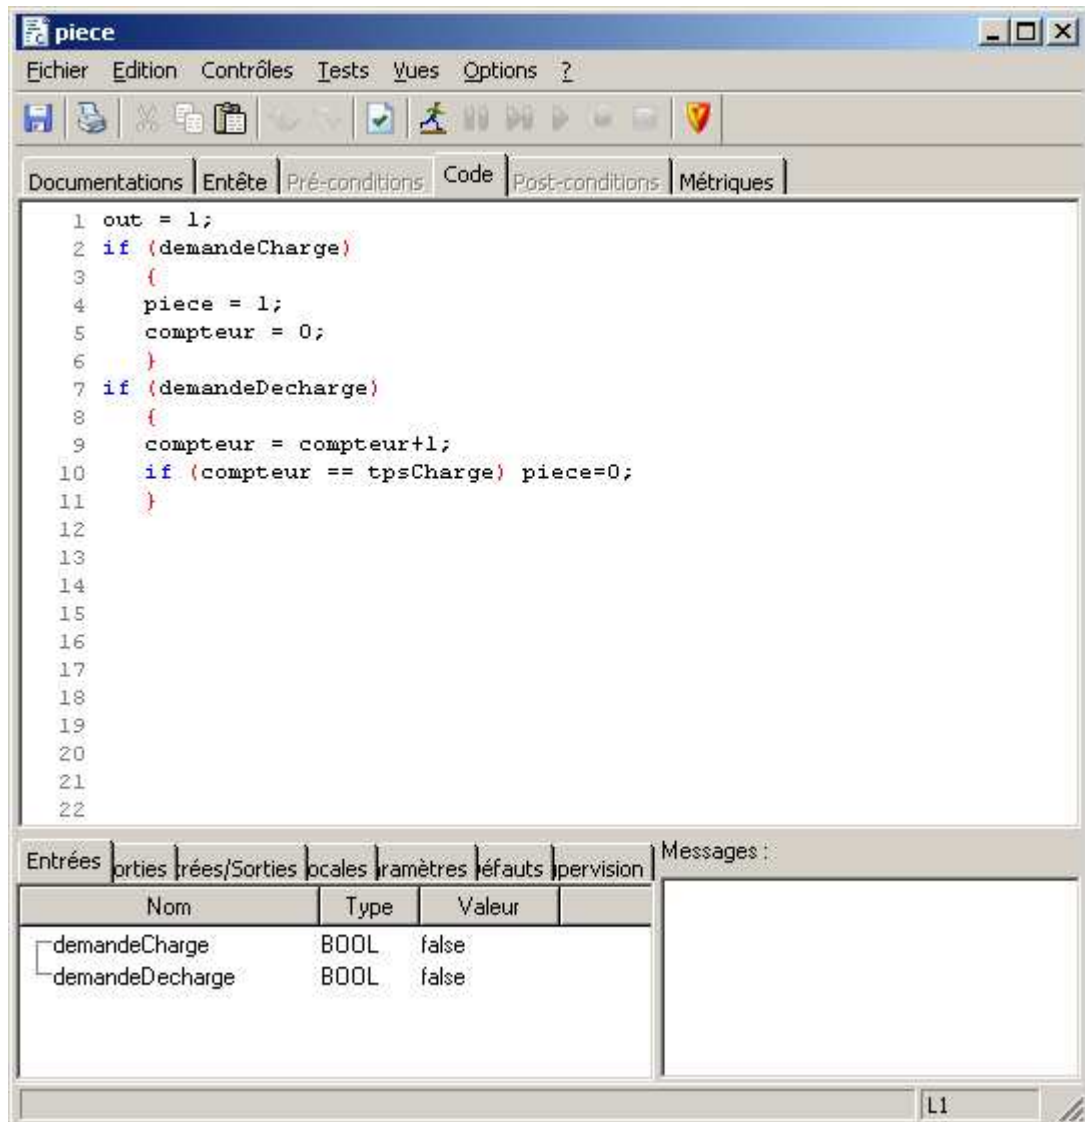 piece
Fichier Edition Contrôles Tests Vues Options ?
Documentations Entête Pré-conditions Code Post-conditions Métriques
1 out = 1;
2 if (demandeCharge)
3 {
4 piece = 1;
5 compteur = 0;
6 }
7 if (demandeDecharge)
8 {
9 compteur = compteur+1;
10 if (compteur == tpsCharge) piece=0;
11 }
12
13
14
15
16
17
18
19
20
21
22
Entrées orties trées/Sorties ocales ramètres éfauts pervision Messages :
Nom Type Valeur
demandeCharge BOOL false
demandeDecharge BOOL false
L1